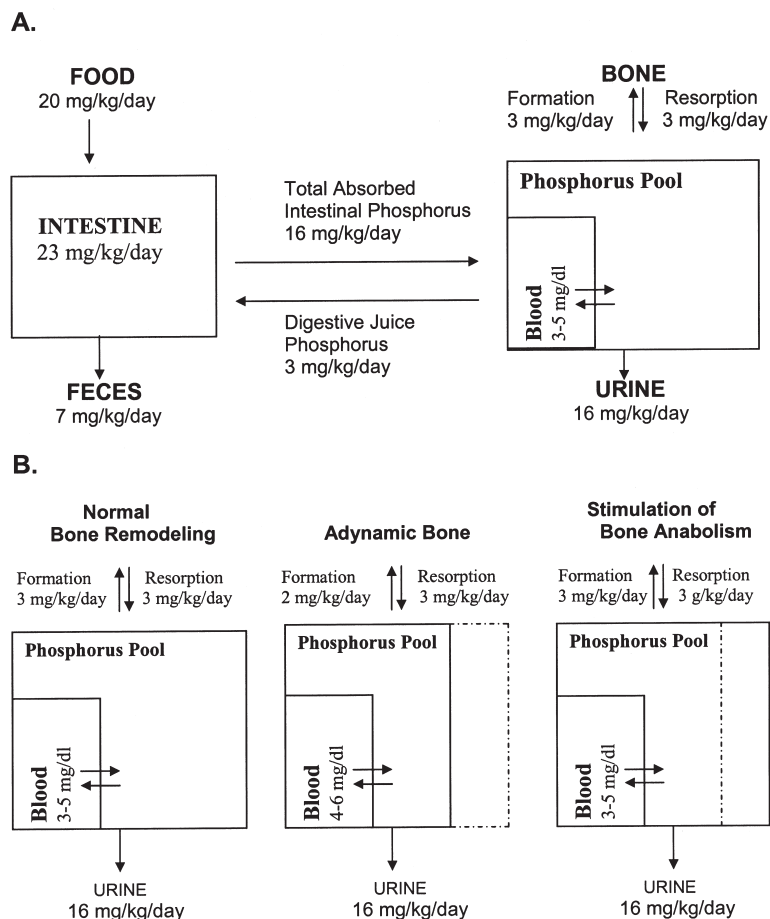 A.
FOOD
20 mg/kg/day
BONE
Formation
3 mg/kg/day
Resorption
3 mg/kg/day
INTESTINE
23 mg/kg/day
Total Absorbed
Intestinal Phosphorus
16 mg/kg/day
Digestive Juice
Phosphorus
3 mg/kg/day
Phosphorus Pool
Blood
3-5 mg/dl
FECES
7 mg/kg/day
URINE
16 mg/kg/day
B.
Normal
Bone Remodeling
Formation
3 mg/kg/day
Resorption
3 mg/kg/day
Phosphorus Pool
Blood
3-5 mg/dl
URINE
16 mg/kg/day
Adynamic Bone
Formation
2 mg/kg/day
Resorption
3 mg/kg/day
Phosphorus Pool
Blood
4-6 mg/dl
URINE
16 mg/kg/day
Stimulation of
Bone Anabolism
Formation
3 mg/kg/day
Resorption
3 g/kg/day
Phosphorus Pool
Blood
3-5 mg/dl
URINE
16 mg/kg/day